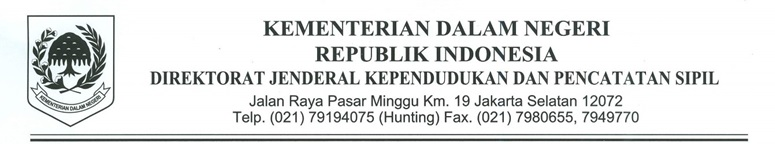 KEMENTERIAN DALAM NEGERI
REPUBLIK INDONESIA
DIREKTORAT JENDERAL KEPENDUDUKAN DAN PENCATATAN SIPIL
Jalan Raya Pasar Minggu Km. 19 Jakarta Selatan 12072
Telp. (021) 79194075 (Hunting) Fax. (021) 7980655, 7949770
KEMENTERIAN DALAM NEGERI